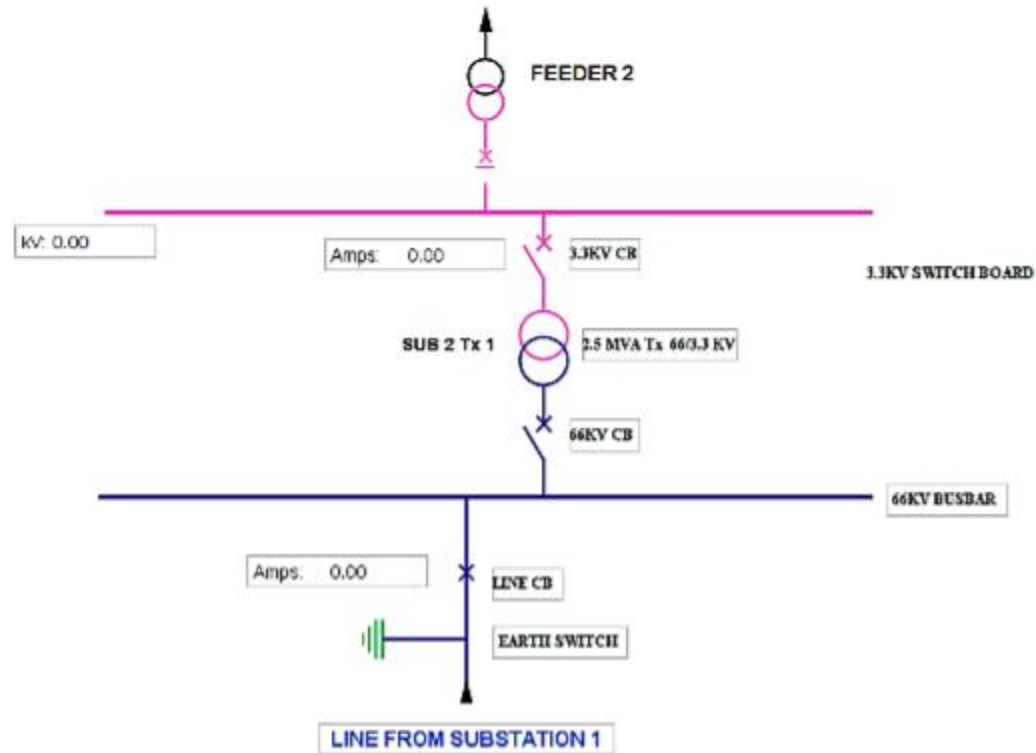 FEEDER 2
kV: 0.00
Amps: 0.00
3.3KV CB
3.3KV SWITCH BOARD
SUB 2 Tx 1
2.5 MVA Tx 66/3.3 KV
66KV CB
66KV BUSBAR
Amps: 0.00
LINE CB
EARTH SWITCH
LINE FROM SUBSTATION 1